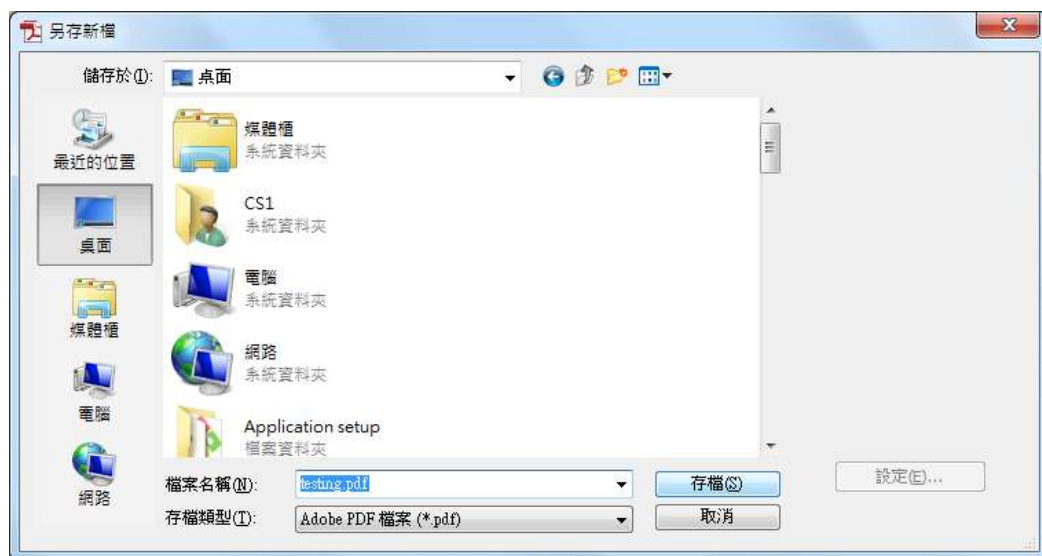 另存新檔
儲存於(I):
桌面
最近的位置
桌面
媒體櫃
電腦
網路
媒體櫃
系統資料夾
CS1
系統資料夾
電腦
系統資料夾
網路
系統資料夾
Application setup
檔案資料夾
檔案名稱(N):
testing.pdf
存檔(S)
設定(E)...
存檔類型(T):
Adobe PDF 檔案 (*.pdf)
取消